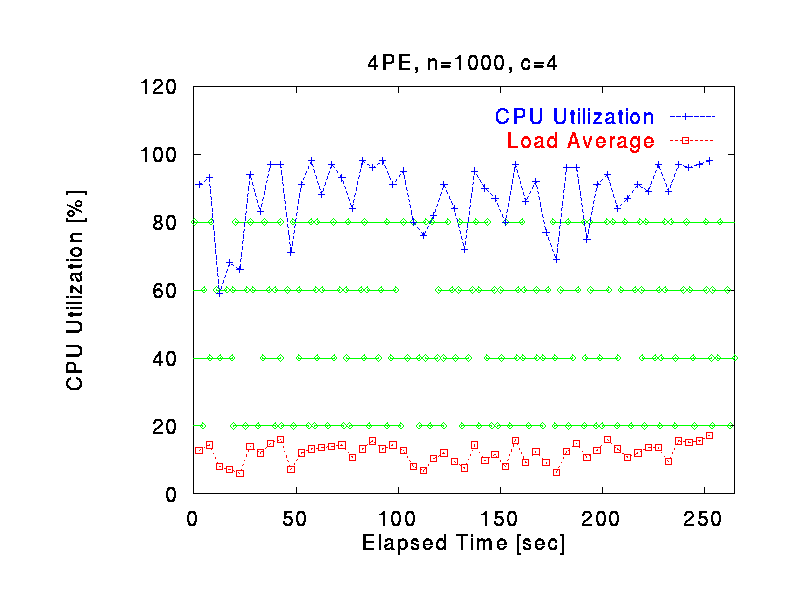 4PE, n=1000, c=4
120
CPU Utilization
Load Average
100
80
60
40
20
0
CPU Utilization [%]
0 50 100 150 200 250
Elapsed Time [sec]